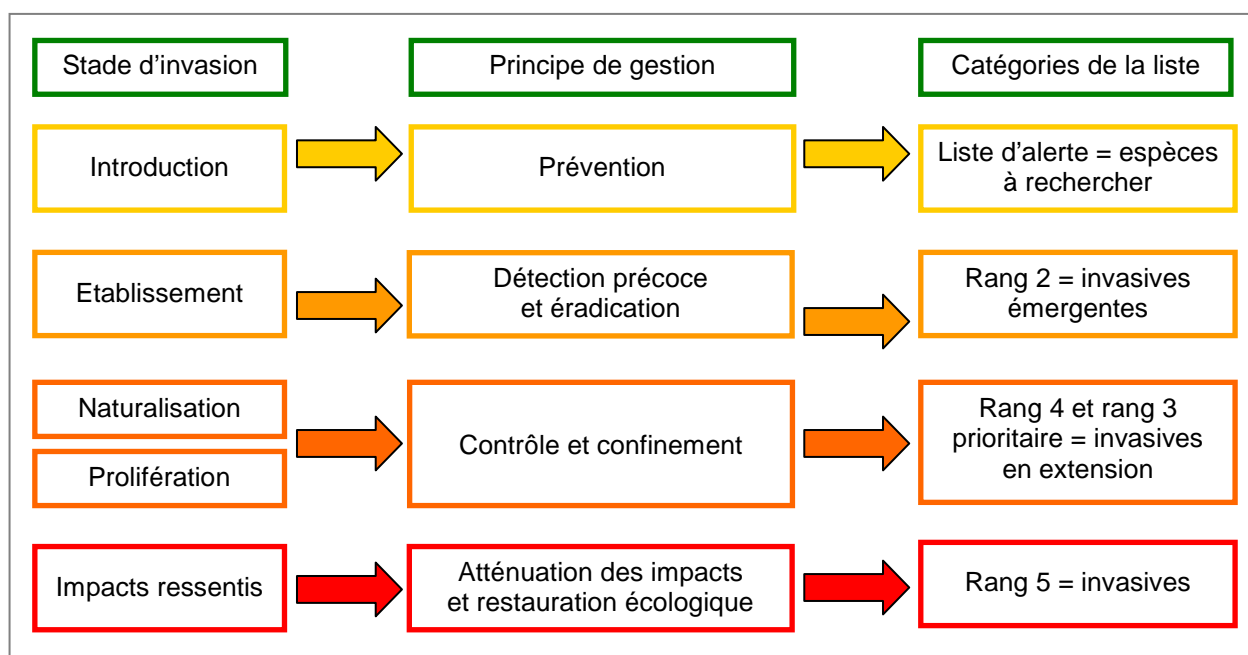 Stade d'invasion
Principe de gestion
Catégories de la liste
Introduction
Prévention
Liste d'alerte = espèces
à rechercher
Etablissement
Détection précoce
et éradication
Rang 2 = invasives
émergentes
Naturalisation
Prolifération
Contrôle et confinement
Rang 4 et rang 3
prioritaire = invasives
en extension
Impacts ressentis
Atténuation des impacts
et restauration écologique
Rang 5 = invasives